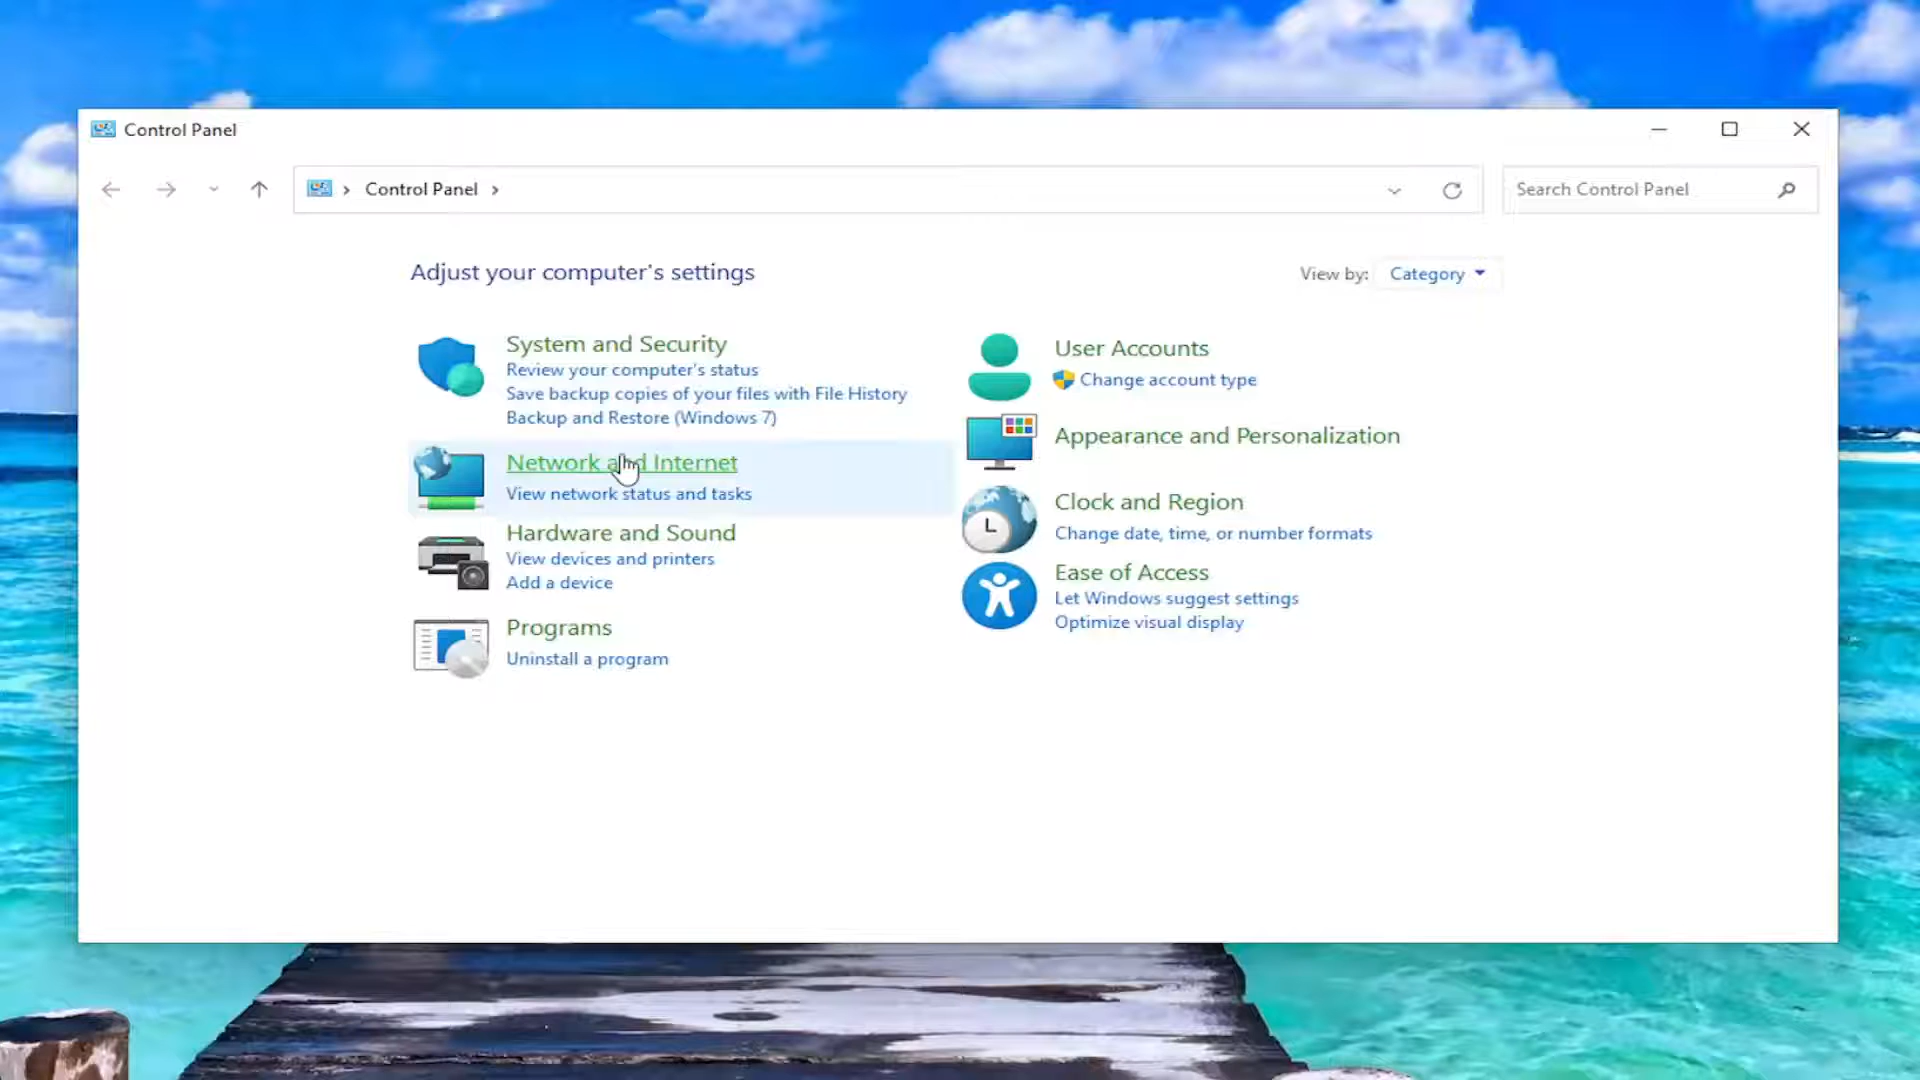 Control Panel
Control Panel
Search Control Panel
Adjust your computer's settings
View by: Category
System and Security
Review your computer's status
Save backup copies of your files with File History
Backup and Restore (Windows 7)
Network and Internet
View network status and tasks
Hardware and Sound
View devices and printers
Add a device
Programs
Uninstall a program
User Accounts
Change account type
Appearance and Personalization
Clock and Region
Change date, time, or number formats
Ease of Access
Let Windows suggest settings
Optimize visual display